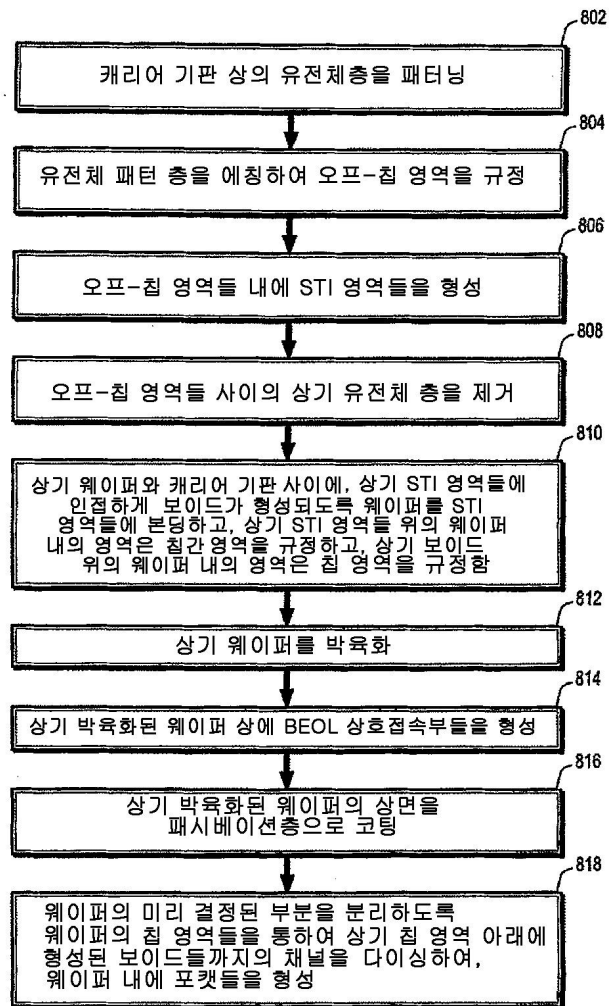 802
캐리어 기판 상의 유전체층을 패터닝
804
유전체 패턴 층을 에칭하여 오프-칩 영역을 규정
806
오프-칩 영역들 내에 STI 영역들을 형성
808
오프-칩 영역들 사이의 상기 유전체 층을 제거
810
상기 웨이퍼와 캐리어 기판 사이에, 상기 STI 영역들에
인접하게 보이드가 형성되도록 웨이퍼를 STI
영역들에 본딩하고, 상기 STI 영역들 위의 웨이퍼
내의 영역은 칩간 영역을 규정하고, 상기 보이드
위의 웨이퍼 내의 영역은 칩 영역을 규정함
812
상기 웨이퍼를 박육화
814
상기 박육화된 웨이퍼 상에 BEOL 상호접속부들을 형성
816
상기 박육화된 웨이퍼의 상면을
패시베이션층으로 코팅
818
웨이퍼의 미리 결정된 부분을 분리하도록
웨이퍼의 칩 영역들을 통하여 상기 칩 영역 아래에
형성된 보이드들까지의 채널을 다이싱하여,
웨이퍼 내에 포캣들을 형성